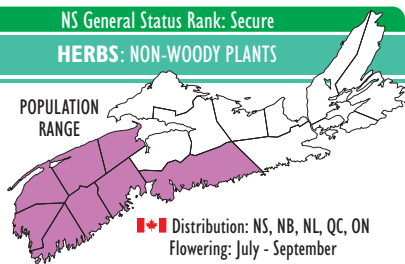 NS General Status Rank: Secure
HERBS: NON-WOODY PLANTS
POPULATION
RANGE
Distribution: NS, NB, NL, QC, ON
Flowering: July - September